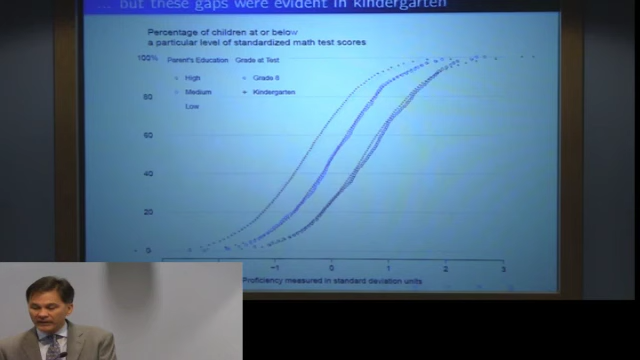 ... but these gaps were evident in kindergarten
Percentage of children at or below
a particular level of standardized math test scores
100% Parent's Education Grade at Test
High Grade 8
80 Medium Kindergarten
Low
60
40
20
0
−1 0 1 2 3
Proficiency measured in standard deviation units